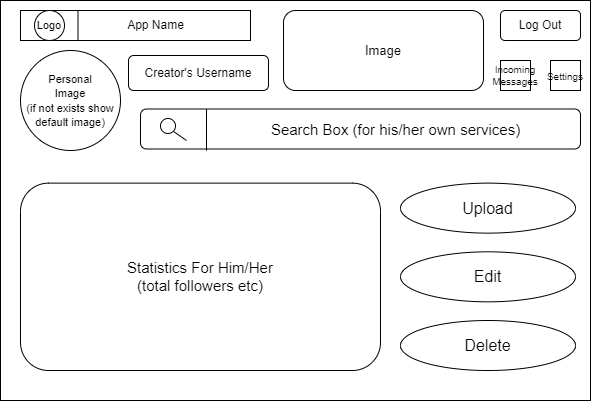 Logo
App Name
Image
Log Out
Personal
Image
(if not exists show
default image)
Creator's Username
Incoming
Messages
Settings
Search Box (for his/her own services)
Statistics For Him/Her
(total followers etc)
Upload
Edit
Delete